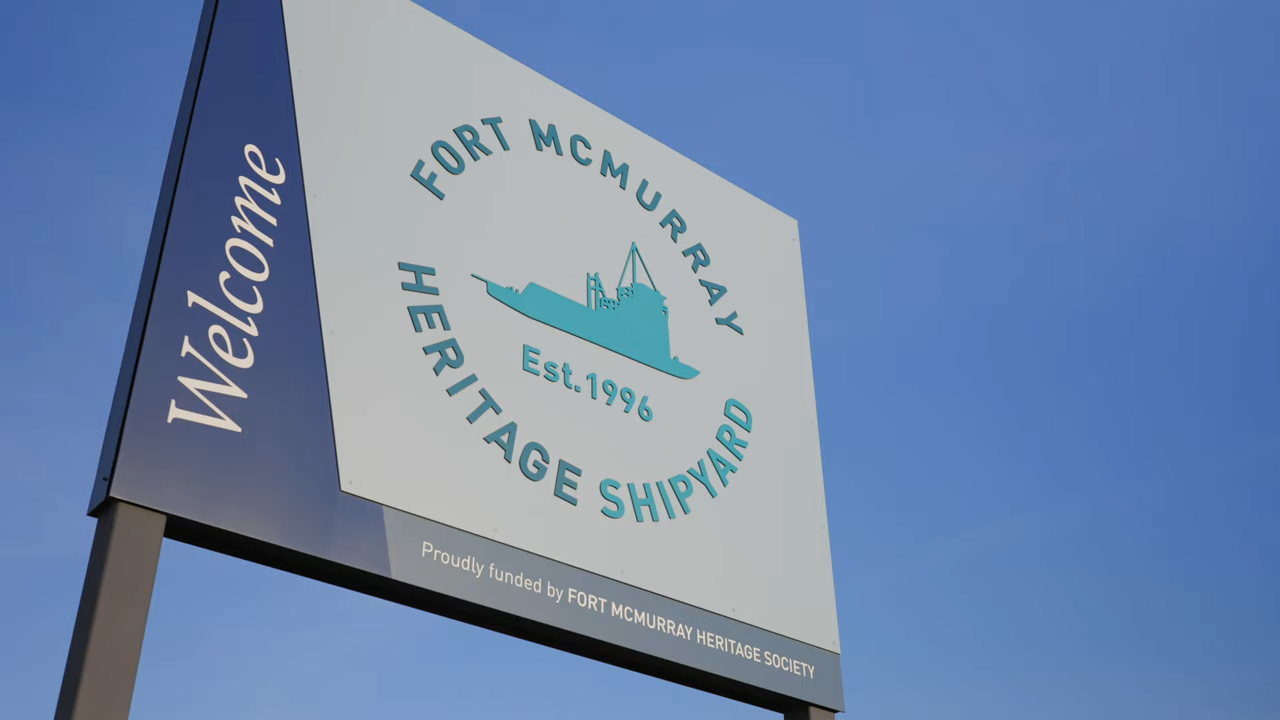 Welcome
FORT MCMURRAY
HERITAGE SHIPYARD
Est. 1996
Proudly funded by FORT MCMURRAY HERITAGE SOCIETY